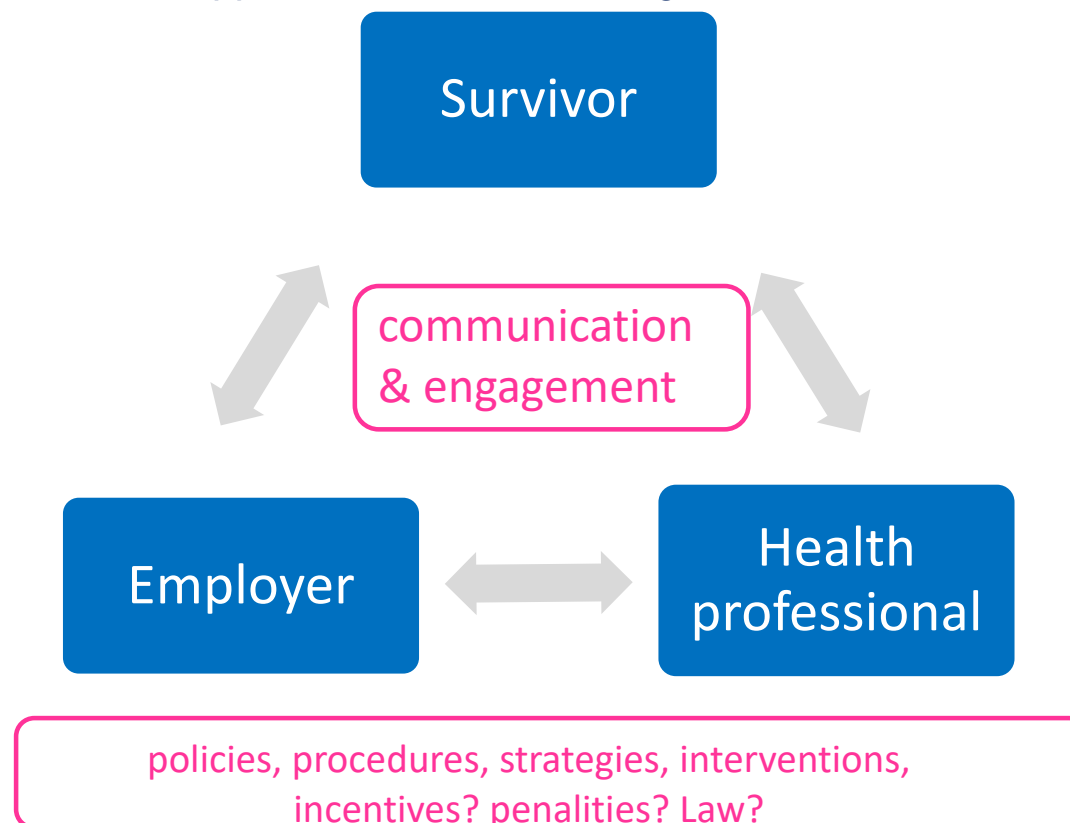 Survivor
communication
& engagement
Employer
Health
professional
policies, procedures, strategies, interventions,
incentives? penalities? Law?